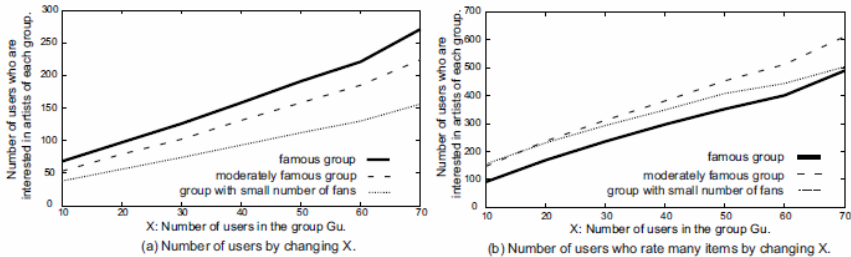 Number of users who are
interested in artists of each group.
300
250
200
150
100
50
0
famous group
moderately famous group
group with small number of fans
10 20 30 40 50 60 70
X: Number of users in the group Gu.
(a) Number of users by changing X.
Number of users who are
interested in artists of each group.
700
600
500
400
300
200
100
0
famous group
moderately famous group
group with small number of fans
10 20 30 40 50 60 70
X: Number of users in the group Gu.
(b) Number of users who rate many items by changing X.